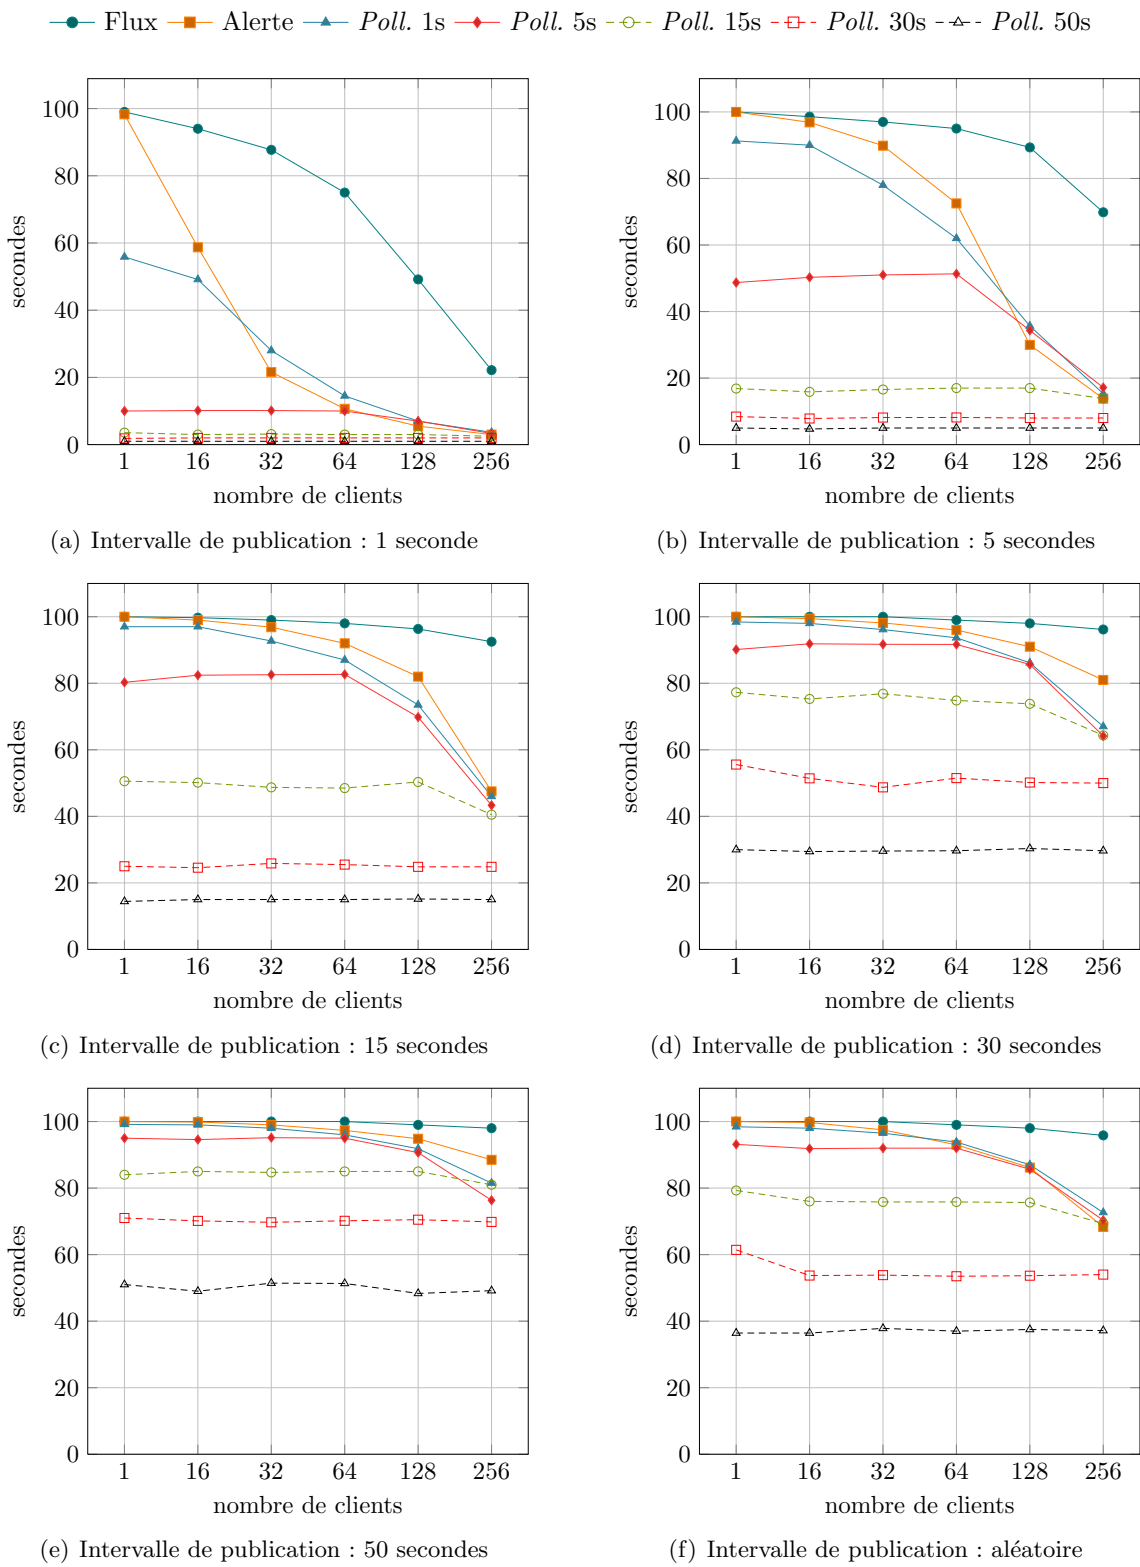 Flux Alerte Poll. 1s Poll. 5s Poll. 15s Poll. 30s Poll. 50s
100
80
60
40
20
0
secondes
1 16 32 64 128 256
nombre de clients
(a) Intervalle de publication : 1 seconde
100
80
60
40
20
0
secondes
1 16 32 64 128 256
nombre de clients
(b) Intervalle de publication : 5 secondes
100
80
60
40
20
0
secondes
1 16 32 64 128 256
nombre de clients
(c) Intervalle de publication : 15 secondes
100
80
60
40
20
0
secondes
1 16 32 64 128 256
nombre de clients
(d) Intervalle de publication : 30 secondes
100
80
60
40
20
0
secondes
1 16 32 64 128 256
nombre de clients
(e) Intervalle de publication : 50 secondes
100
80
60
40
20
0
secondes
1 16 32 64 128 256
nombre de clients
(f) Intervalle de publication : aléatoire